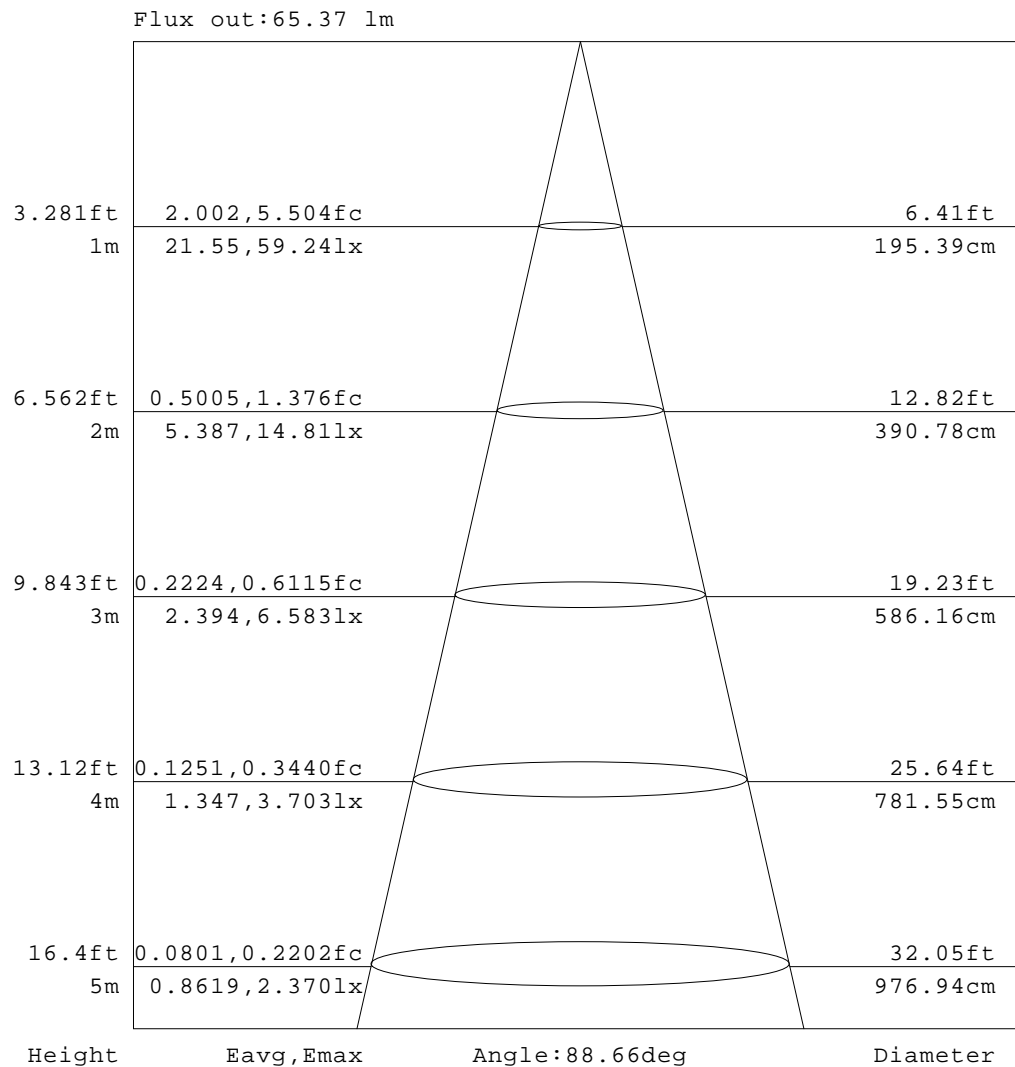 Flux out:65.37 lm
3.281ft 2.002,5.504fc 6.41ft
1m 21.55,59.24lx 195.39cm
6.562ft 0.5005,1.376fc 12.82ft
2m 5.387,14.81lx 390.78cm
9.843ft 0.2224,0.6115fc 19.23ft
3m 2.394,6.583lx 586.16cm
13.12ft 0.1251,0.3440fc 25.64ft
4m 1.347,3.703lx 781.55cm
16.4ft 0.0801,0.2202fc 32.05ft
5m 0.8619,2.370lx 976.94cm
Height Eavg,Emax Angle:88.66deg Diameter